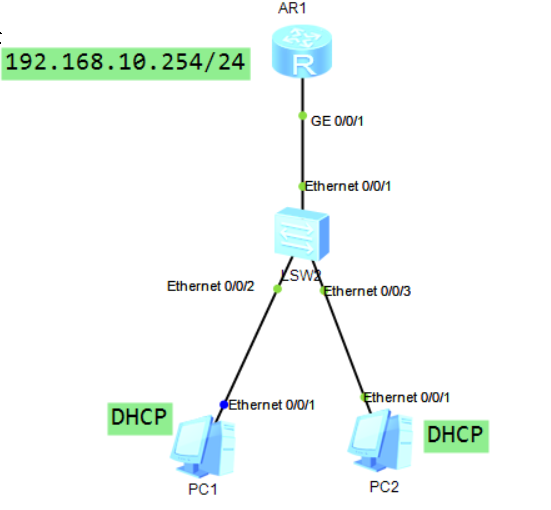 AR1
192.168.10.254/24
R
GE 0/0/1
Ethernet 0/0/1
LSW2
Ethernet 0/0/2
Ethernet 0/0/3
Ethernet 0/0/1
Ethernet 0/0/1
DHCP
DHCP
PC1
PC2